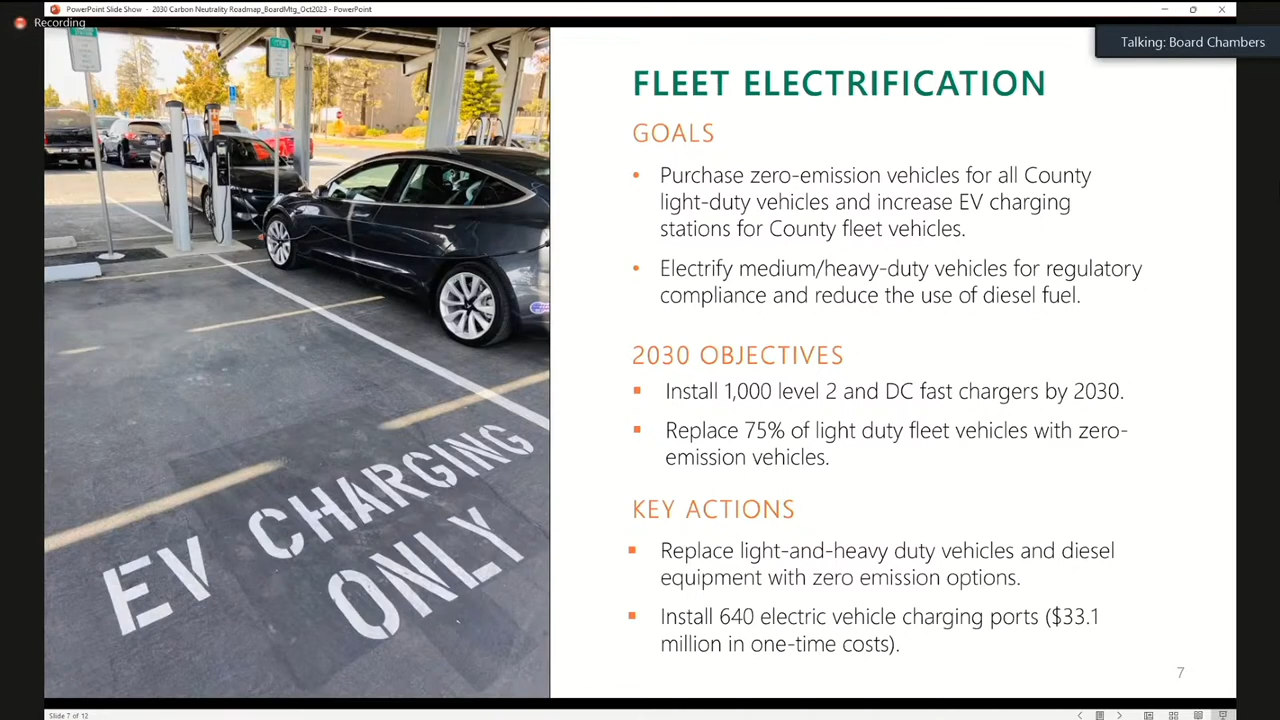 PowerPoint Slide Show - 2030 Carbon Neutrality Roadmap_BoardMtg_Oct2023 - PowerPoint
Recording
Talking: Board Chambers
FLEET ELECTRIFICATION
GOALS
• Purchase zero-emission vehicles for all County
light-duty vehicles and increase EV charging
stations for County fleet vehicles.
• Electrify medium/heavy-duty vehicles for regulatory
compliance and reduce the use of diesel fuel.
2030 OBJECTIVES
▪ Install 1,000 level 2 and DC fast chargers by 2030.
▪ Replace 75% of light duty fleet vehicles with zero-
emission vehicles.
KEY ACTIONS
▪ Replace light-and-heavy duty vehicles and diesel
equipment with zero emission options.
▪ Install 640 electric vehicle charging ports ($33.1
million in one-time costs).
7
EV CHARGING
ONLY
Slide 7 of 12